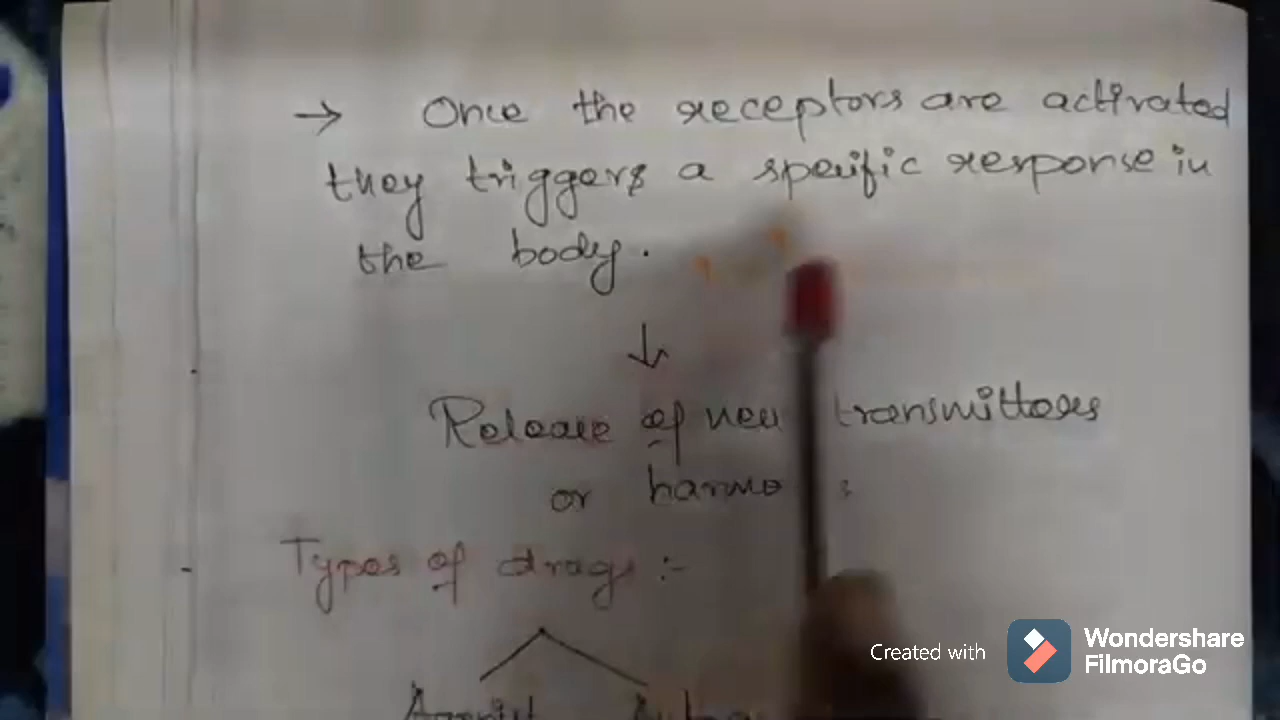 → Once the receptors are activated
they triggers a specific response in
the body.
↓
Release of transmitters
or
Types of drugs :-
Created with
Wondershare
FilmoraGo